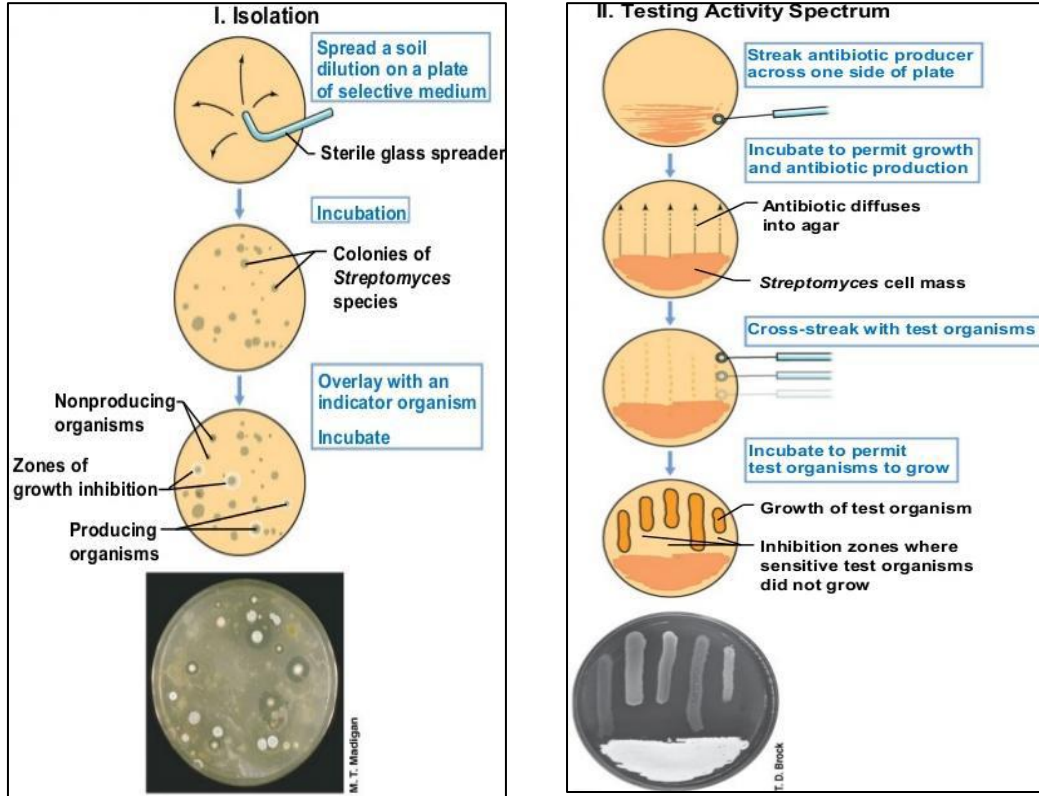 I. Isolation
Spread a soil
dilution on a plate
of selective medium
Sterile glass spreader
Incubation
Colonies of
Streptomyces
species
Overlay with an
indicator organism
Incubate
Nonproducing
organisms
Zones of
growth inhibition
Producing
organisms
M. T. Madigan
II. Testing Activity Spectrum
Streak antibiotic producer
across one side of plate
Incubate to permit growth
and antibiotic production
Antibiotic diffuses
into agar
Streptomyces cell mass
Cross-streak with test organisms
Incubate to permit
test organisms to grow
Growth of test organism
Inhibition zones where
sensitive test organisms
did not grow
T. D. Brock